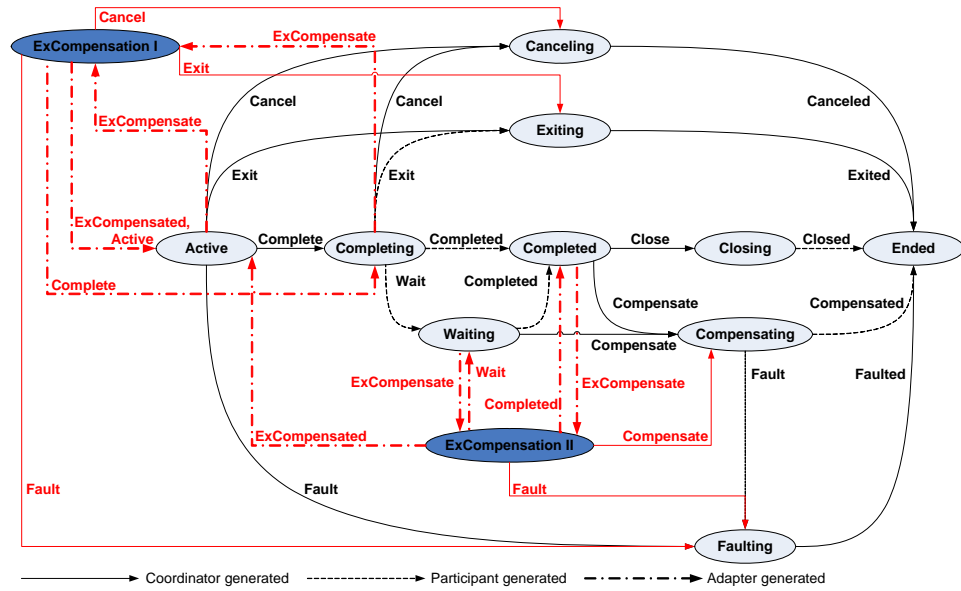 Cancel
ExCompensation I
ExCompensate
Canceling
Exit
Cancel
Cancel
Canceled
ExCompensate
Exiting
Exit
Exit
Exited
ExCompensated,
Active
Active
Complete
Completing
Completed
Completed
Close
Closing
Closed
Ended
Complete
Wait
Completed
Compensate
Compensated
Waiting
Compensate
Compensating
ExCompensate
Wait
ExCompensate
Fault
Faulted
Completed
ExCompensated
ExCompensation II
Compensate
Fault
Fault
Fault
Faulting
Coordinator generated
Participant generated
Adapter generated